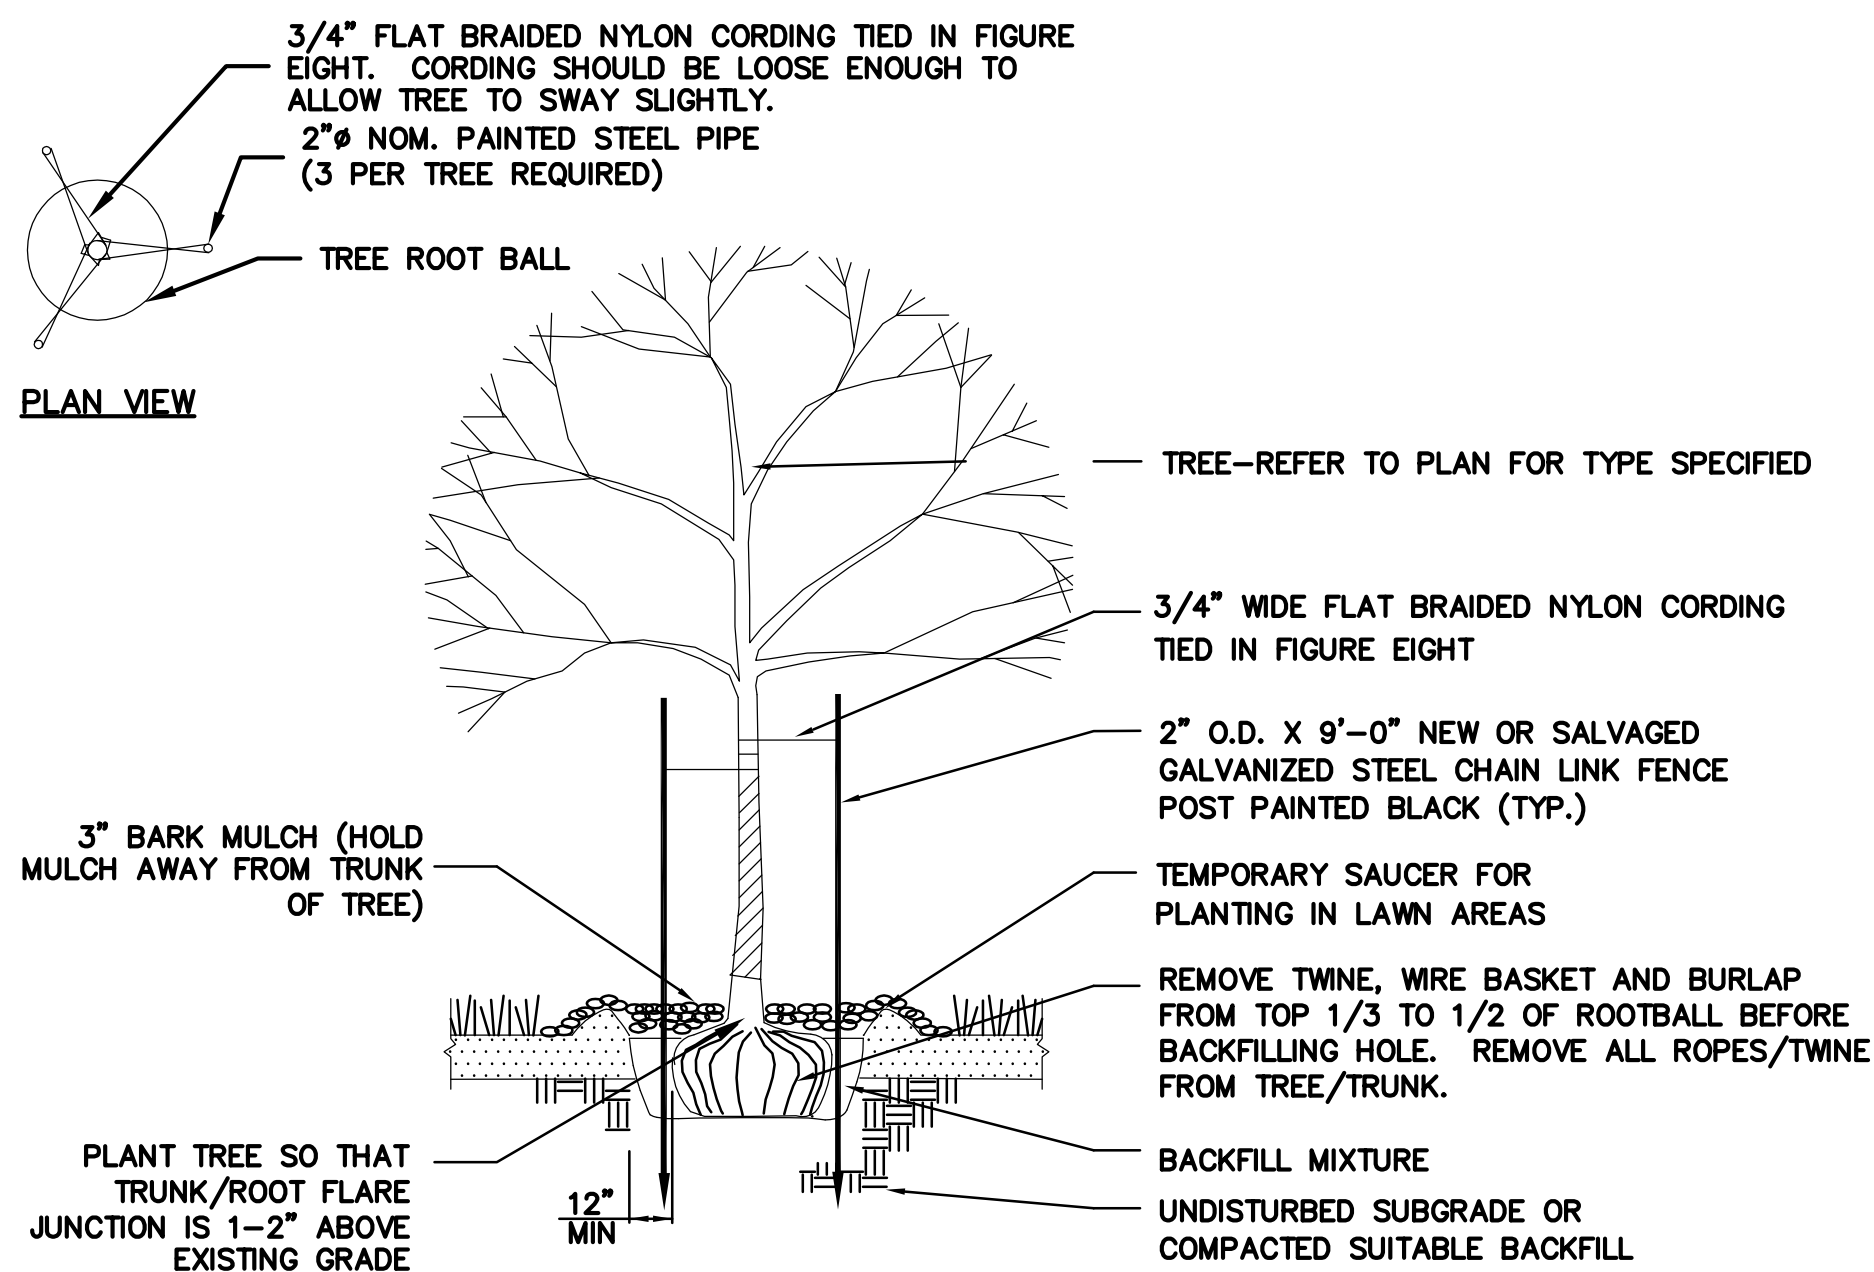 3/4" FLAT BRAIDED NYLON CORDING TIED IN FIGURE
EIGHT. CORDING SHOULD BE LOOSE ENOUGH TO
ALLOW TREE TO SWAY SLIGHTLY.
2"ø NOM. PAINTED STEEL PIPE
(3 PER TREE REQUIRED)
TREE ROOT BALL
PLAN VIEW
TREE-REFER TO PLAN FOR TYPE SPECIFIED
3/4" WIDE FLAT BRAIDED NYLON CORDING
TIED IN FIGURE EIGHT
2" O.D. X 9'-0" NEW OR SALVAGED
GALVANIZED STEEL CHAIN LINK FENCE
POST PAINTED BLACK (TYP.)
3" BARK MULCH (HOLD
MULCH AWAY FROM TRUNK
OF TREE)
TEMPORARY SAUCER FOR
PLANTING IN LAWN AREAS
REMOVE TWINE, WIRE BASKET AND BURLAP
FROM TOP 1/3 TO 1/2 OF ROOTBALL BEFORE
BACKFILLING HOLE. REMOVE ALL ROPES/TWINE
FROM TREE/TRUNK.
PLANT TREE SO THAT
TRUNK/ROOT FLARE
JUNCTION IS 1-2" ABOVE
EXISTING GRADE
12"
MIN
BACKFILL MIXTURE
UNDISTURBED SUBGRADE OR
COMPACTED SUITABLE BACKFILL